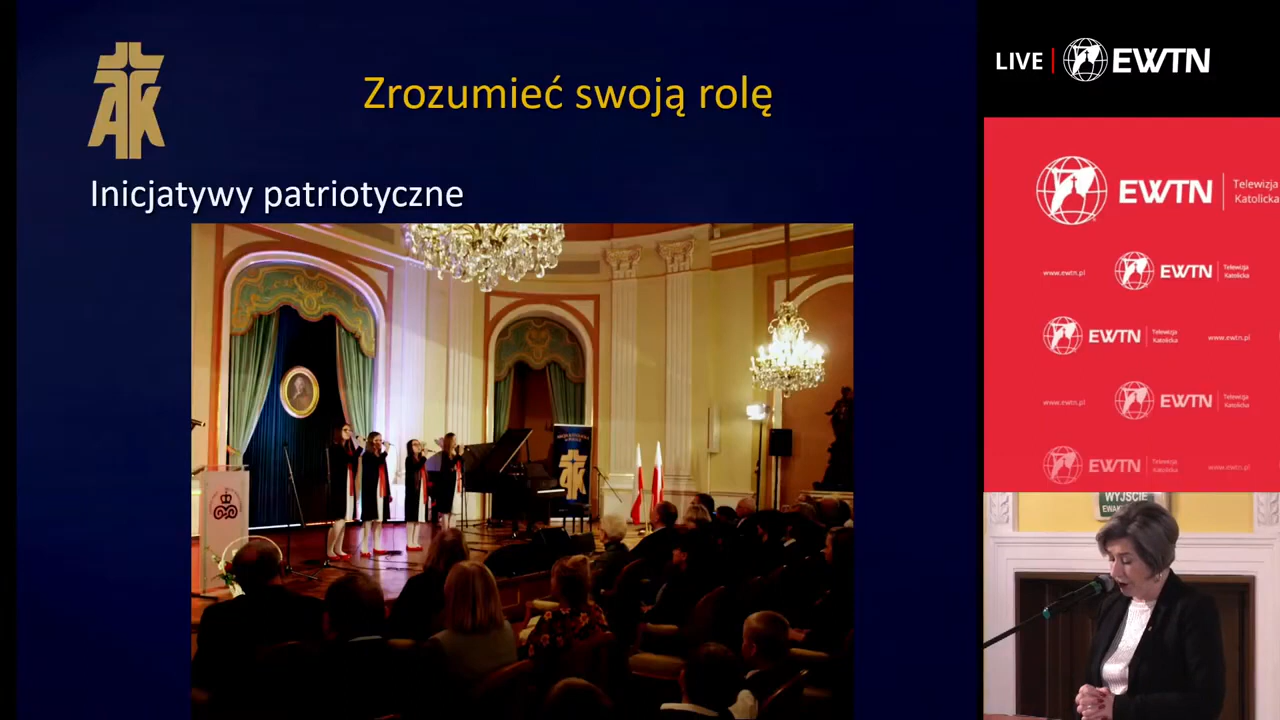 AK
Zrozumieć swoją rolę
Inicjatywy patriotyczne
AK
LIVE | EWTN
EWTN | Telewizja
Katolicka
www.ewtn.pl EWTN Telewizja
Katolicka
EWTN Telewizja
Katolicka www.ewtn.pl
www.ewtn.pl EWTN Telewizja
Katolicka
EWTN Telewizja
Katolicka www.ewtn.pl
WYJŚCIE